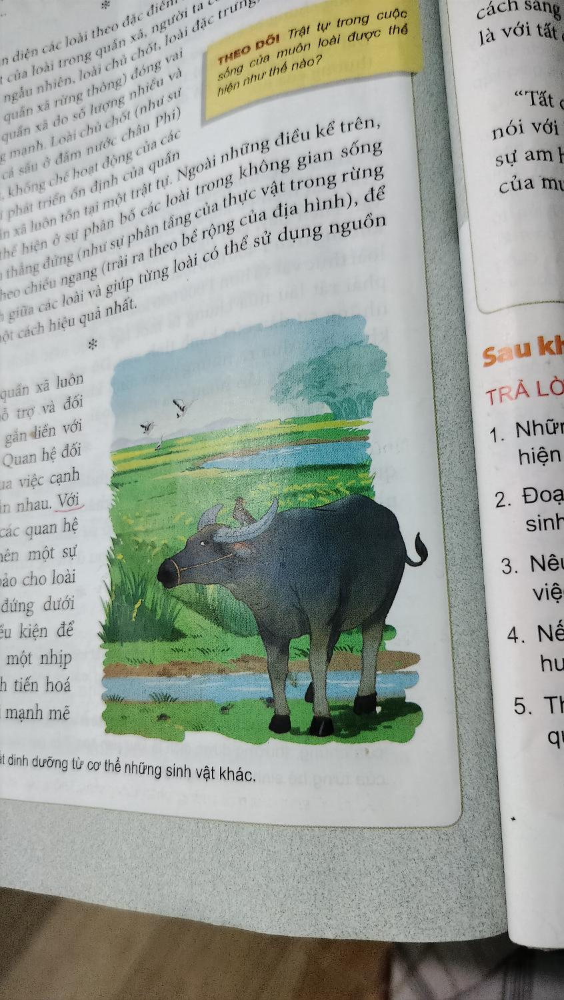 n diện các loài theo đặc điểm
t của loài trong quần xã, người ta
ngẫu nhiên, loài chủ chốt, loài đặc trưng
quần xã rừng thông) đóng vai
quần xã do số lượng nhiều và
g mạnh. Loài chủ chốt (như sư
cá sấu ở đầm nước châu Phi)
, khống chế hoạt động của các
phát triển ổn định của quần
n xã luôn tồn tại một trật tự. Ngoài những điều kể trên,
thể hiện ở sự phân bố các loài trong không gian sống
thẳng đứng (như sự phân tầng của thực vật trong rừng
heo chiều ngang (trải ra theo bề rộng của địa hình), để
h giữa các loài và giúp từng loài có thể sử dụng nguồn
ột cách hiệu quả nhất.
THEO DÕI Trật tự trong cuộc
sống của muôn loài được thể
hiện như thế nào?
*
quần xã luôn
ỗ trợ và đối
gắn liền với
Quan hệ đối
ua việc cạnh
n nhau. Với
các quan hệ
nên một sự
bảo cho loài
đứng dưới
ều kiện để
một nhịp
h tiến hoá
mạnh mẽ
ất dinh dưỡng từ cơ thể những sinh vật khác.
cách sáng
là với tất
"Tất c
nói với
sự am h
của mu
Sau kh
TRẢ LỜ
1. Nhữn
hiện
2. Đoạ
sinh
3. Nêu
việ
4. Nế
hu
5. Th
qu